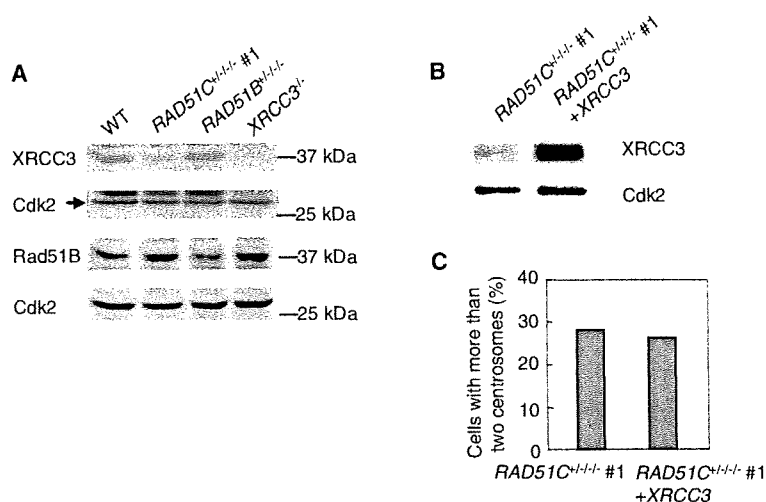 A
WT
RAD51C+/-/-/- #1
RAD51B+/-/-/-
XRCC3-/-
XRCC3
37 kDa
Cdk2
25 kDa
Rad51B
37 kDa
Cdk2
25 kDa
B
RAD51C+/-/-/- #1
RAD51C+/-/-/- #1
+XRCC3
XRCC3
Cdk2
C
Cells with more than
two centrosomes (%)
40
30
20
10
0
RAD51C+/-/-/- #1
RAD51C+/-/-/- #1
+XRCC3